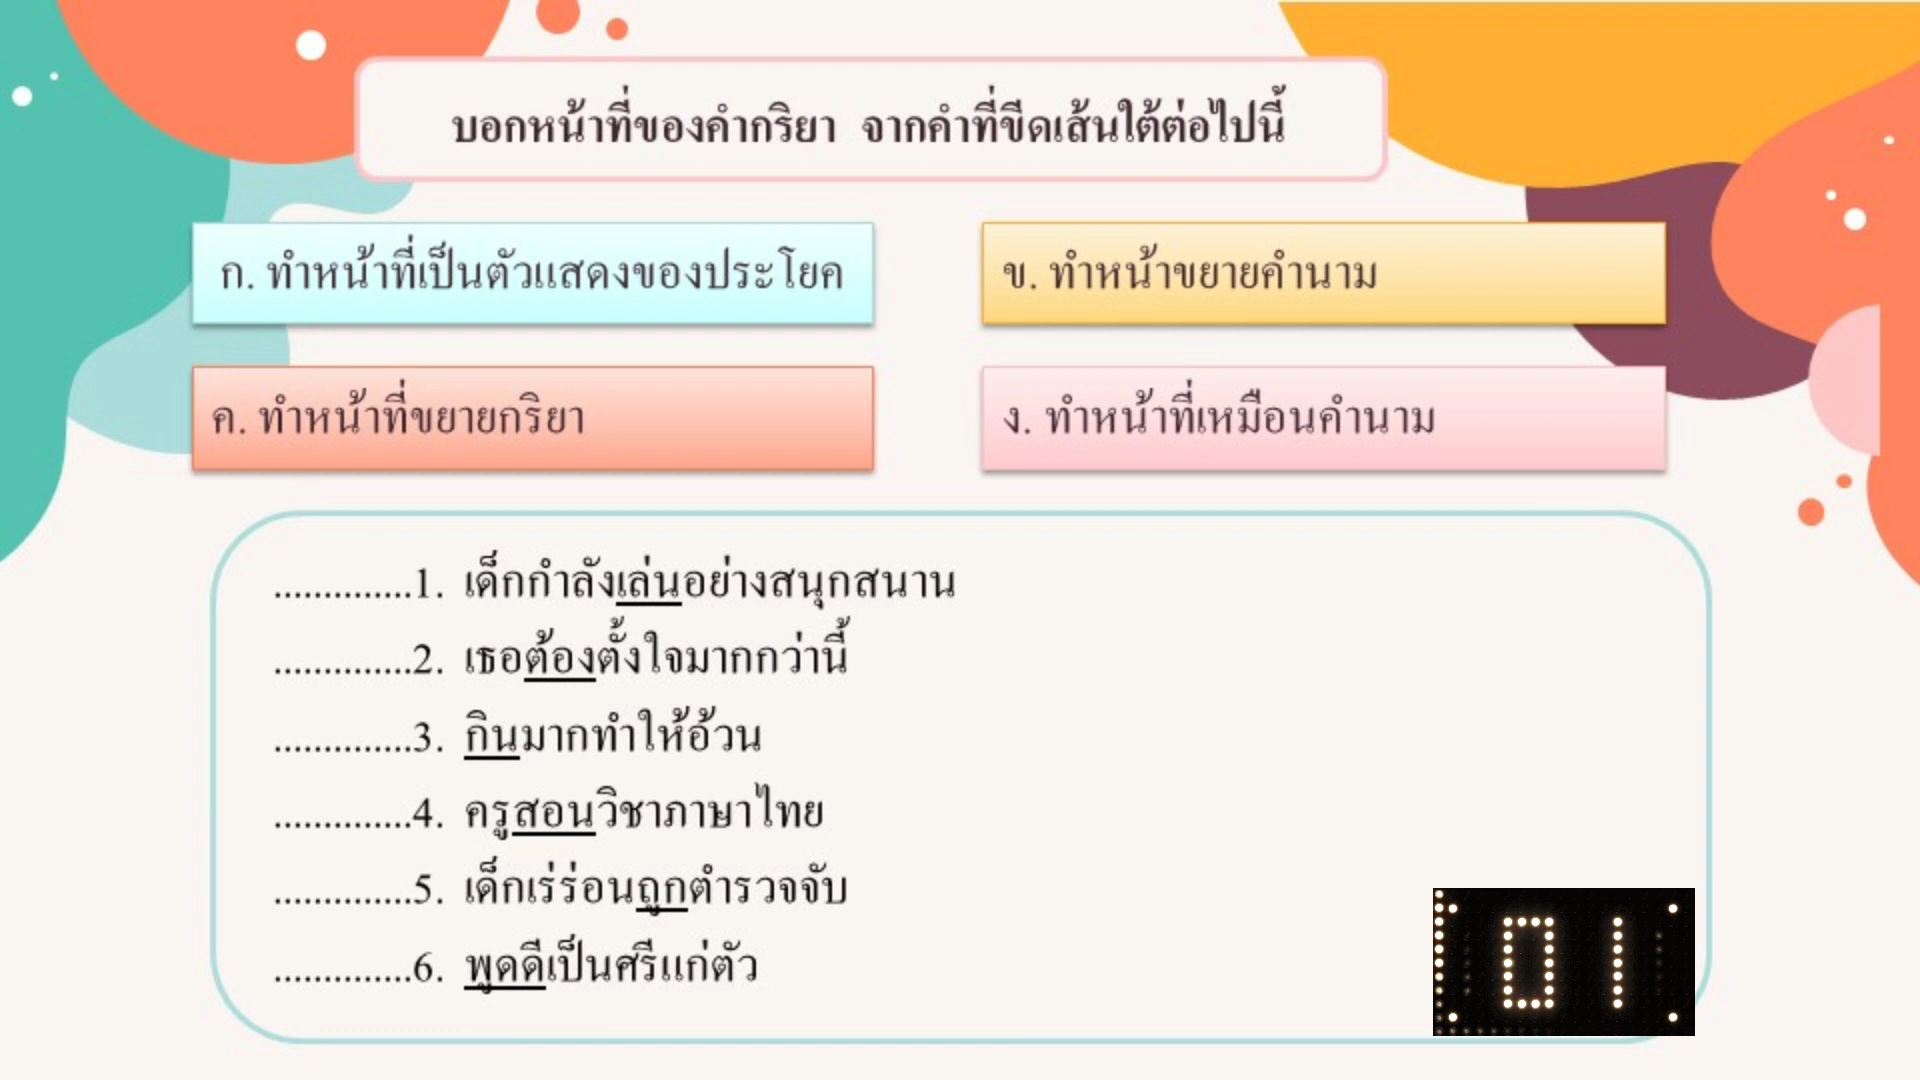 บอกหน้าที่ของคำกริยา จากคำที่ขีดเส้นใต้ต่อไปนี้
ก. ทำหน้าที่เป็นตัวแสดงของประโยค
ข. ทำหน้าขยายคำนาม
ค. ทำหน้าที่ขยายกริยา
ง. ทำหน้าที่เหมือนคำนาม
..............1. เด็กกำลังเล่นอย่างสนุกสนาน
..............2. เธอต้องตั้งใจมากกว่านี้
..............3. กินมากทำให้อ้วน
..............4. ครูสอนวิชาภาษาไทย
..............5. เด็กเร่ร่อนถูกตำรวจจับ
..............6. พูดดีเป็นศรีแก่ตัว
01